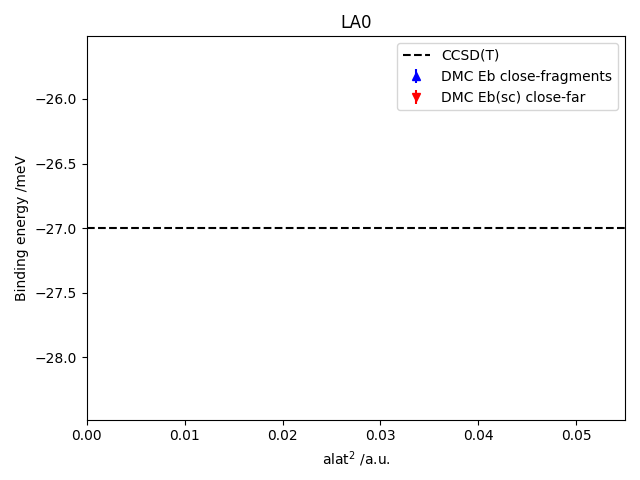 LA0
CCSD(T)
DMC Eb close-fragments
DMC Eb(sc) close-far
Binding energy /meV
−26.0
−26.5
−27.0
−27.5
−28.0
0.00 0.01 0.02 0.03 0.04 0.05
alat² /a.u.